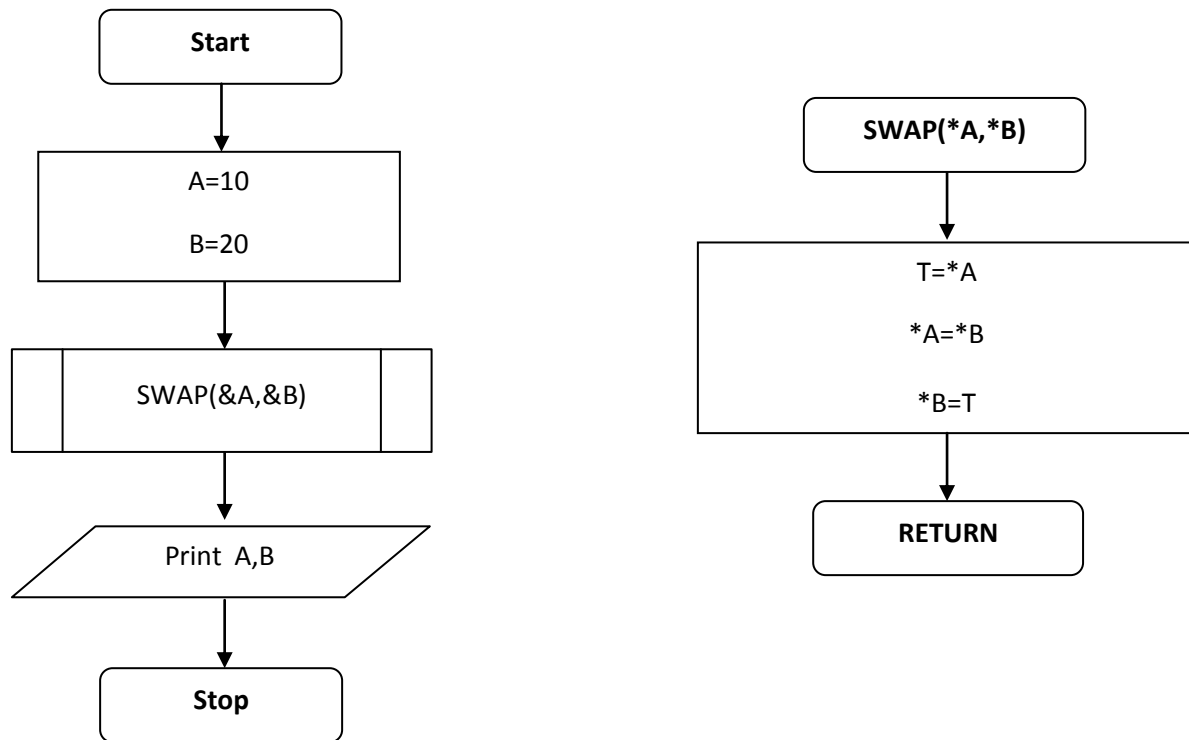 Start
A=10
B=20
SWAP(&A,&B)
Print A,B
Stop
SWAP(*A,*B)
T=*A
*A=*B
*B=T
RETURN